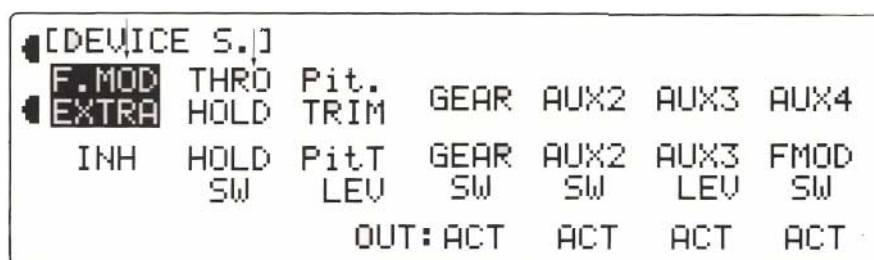 [DEVICE S.]
F.MOD THRO Pit. GEAR AUX2 AUX3 AUX4
EXTRA HOLD TRIM
INH HOLD PitT GEAR AUX2 AUX3 FMOD
SW LEV SW SW LEV SW
OUT: ACT ACT ACT ACT